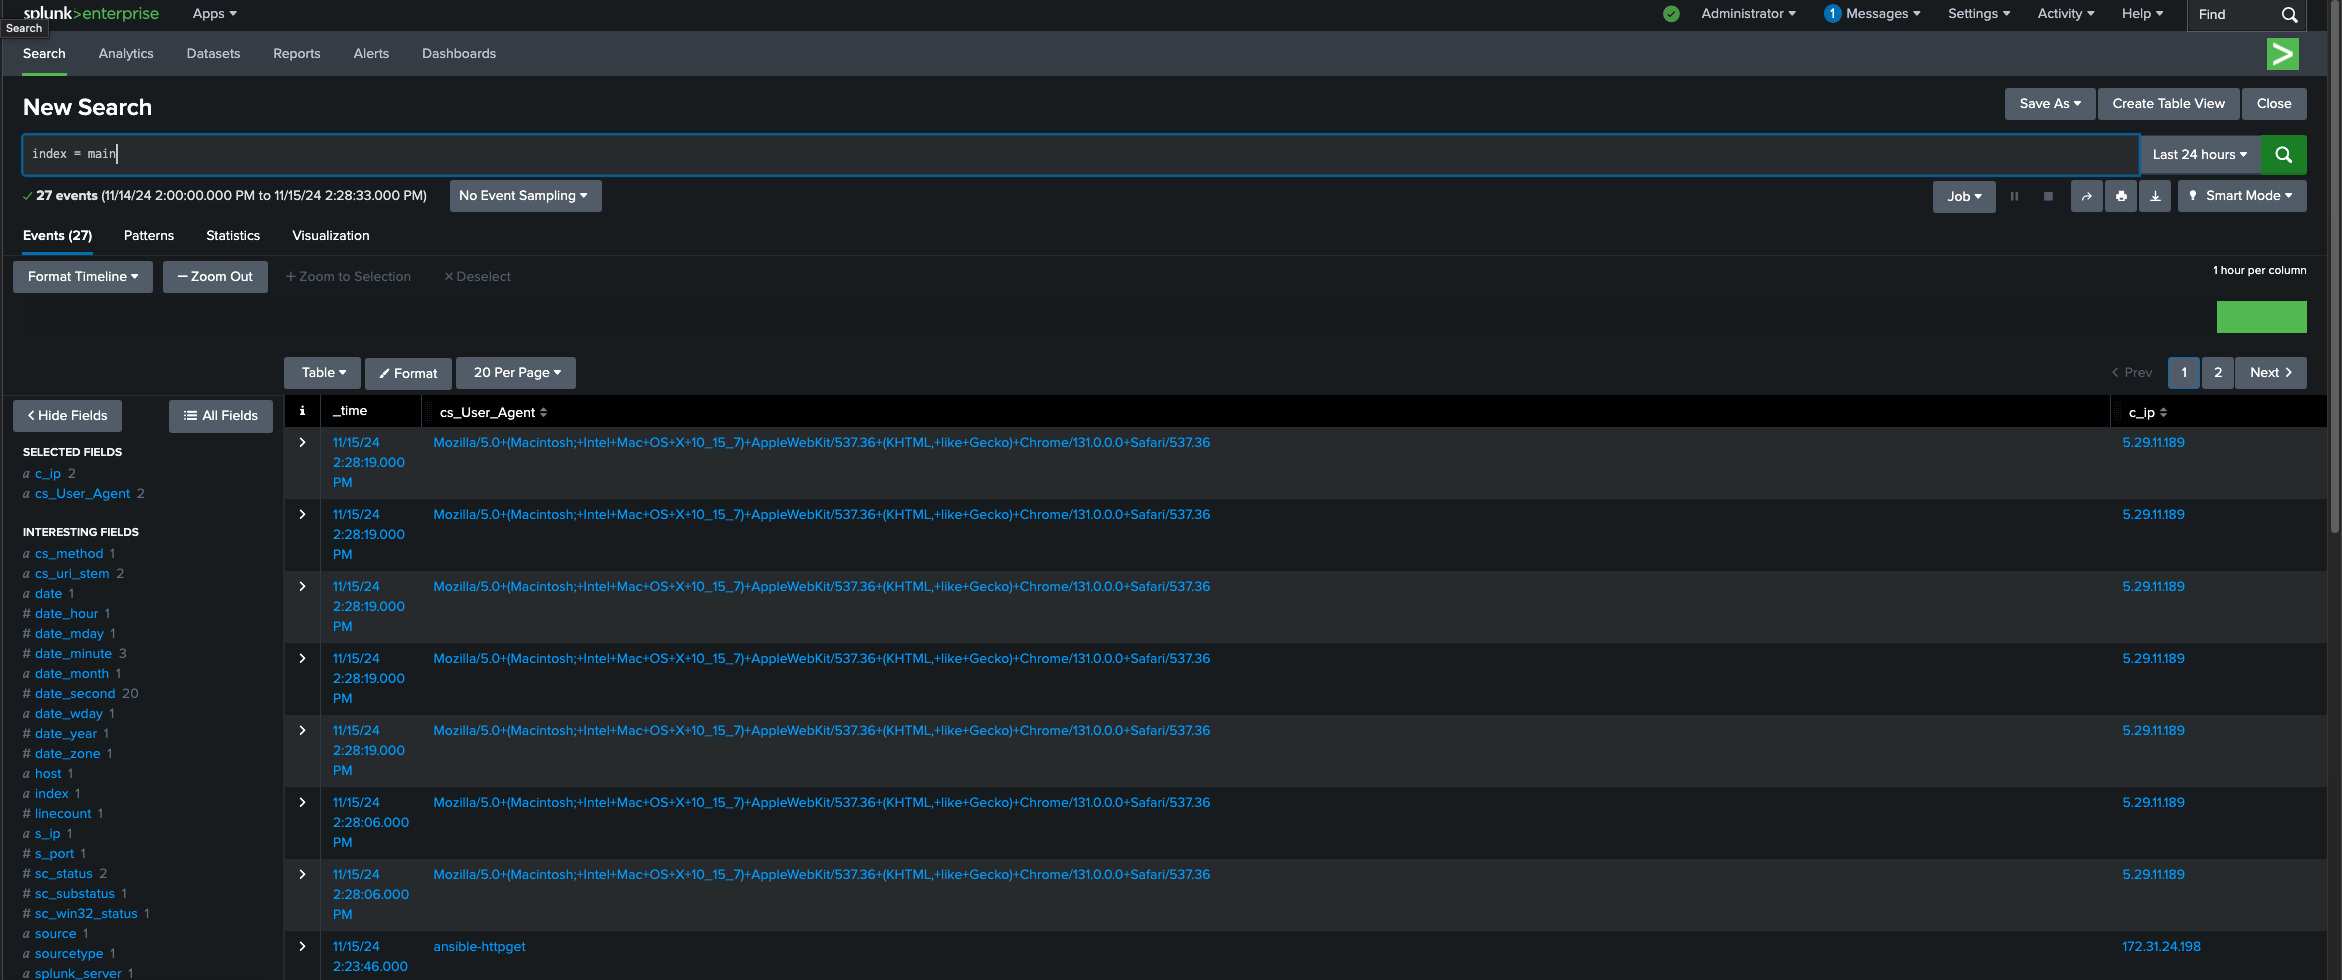 splunk>enterprise Apps Administrator 1 Messages Settings Activity Help Find
Search
Search Analytics Datasets Reports Alerts Dashboards
New Search
Save As Create Table View Close
index = main
Last 24 hours
27 events (11/14/24 2:00:00.000 PM to 11/15/24 2:28:33.000 PM) No Event Sampling
Job Smart Mode
Events (27) Patterns Statistics Visualization
Format Timeline — Zoom Out + Zoom to Selection × Deselect
1 hour per column
Table Format 20 Per Page
< Prev 1 2 Next >
< Hide Fields All Fields
i _time cs_User_Agent c_ip
SELECTED FIELDS
a c_ip 2
a cs_User_Agent 2
INTERESTING FIELDS
a cs_method 1
a cs_uri_stem 2
a date 1
# date_hour 1
# date_mday 1
# date_minute 3
a date_month 1
# date_second 20
a date_wday 1
# date_year 1
# date_zone 1
a host 1
a index 1
# linecount 1
a s_ip 1
# s_port 1
# sc_status 2
# sc_substatus 1
# sc_win32_status 1
a source 1
a sourcetype 1
a splunk_server 1
> 11/15/24 Mozilla/5.0+(Macintosh;+Intel+Mac+OS+X+10_15_7)+AppleWebKit/537.36+(KHTML,+like+Gecko)+Chrome/131.0.0.0+Safari/537.36 5.29.11.189
2:28:19.000
PM
> 11/15/24 Mozilla/5.0+(Macintosh;+Intel+Mac+OS+X+10_15_7)+AppleWebKit/537.36+(KHTML,+like+Gecko)+Chrome/131.0.0.0+Safari/537.36 5.29.11.189
2:28:19.000
PM
> 11/15/24 Mozilla/5.0+(Macintosh;+Intel+Mac+OS+X+10_15_7)+AppleWebKit/537.36+(KHTML,+like+Gecko)+Chrome/131.0.0.0+Safari/537.36 5.29.11.189
2:28:19.000
PM
> 11/15/24 Mozilla/5.0+(Macintosh;+Intel+Mac+OS+X+10_15_7)+AppleWebKit/537.36+(KHTML,+like+Gecko)+Chrome/131.0.0.0+Safari/537.36 5.29.11.189
2:28:19.000
PM
> 11/15/24 Mozilla/5.0+(Macintosh;+Intel+Mac+OS+X+10_15_7)+AppleWebKit/537.36+(KHTML,+like+Gecko)+Chrome/131.0.0.0+Safari/537.36 5.29.11.189
2:28:19.000
PM
> 11/15/24 Mozilla/5.0+(Macintosh;+Intel+Mac+OS+X+10_15_7)+AppleWebKit/537.36+(KHTML,+like+Gecko)+Chrome/131.0.0.0+Safari/537.36 5.29.11.189
2:28:06.000
PM
> 11/15/24 Mozilla/5.0+(Macintosh;+Intel+Mac+OS+X+10_15_7)+AppleWebKit/537.36+(KHTML,+like+Gecko)+Chrome/131.0.0.0+Safari/537.36 5.29.11.189
2:28:06.000
PM
> 11/15/24 ansible-httpget 172.31.24.198
2:23:46.000